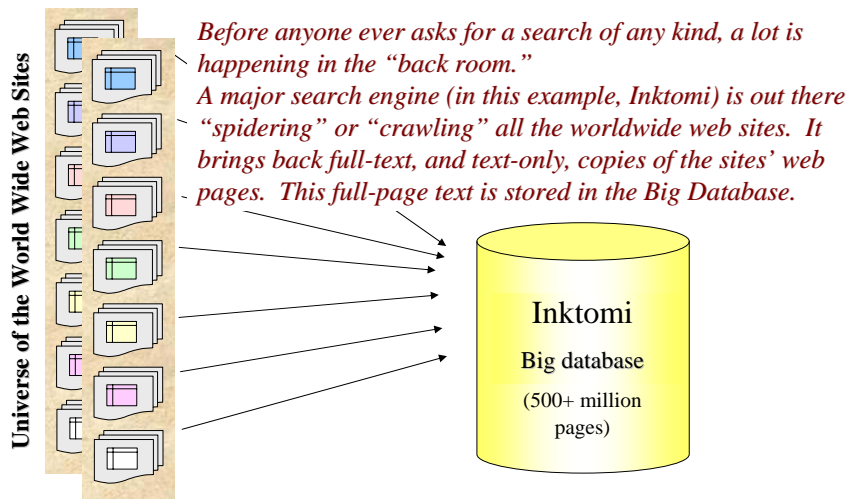 Universe of the World Wide Web Sites
Before anyone ever asks for a search of any kind, a lot is
happening in the “back room.”
A major search engine (in this example, Inktomi) is out there
“spidering” or “crawling” all the worldwide web sites.  It
brings back full-text, and text-only, copies of the sites’ web
pages.  This full-page text is stored in the Big Database.
Inktomi
Big database
(500+ million
pages)